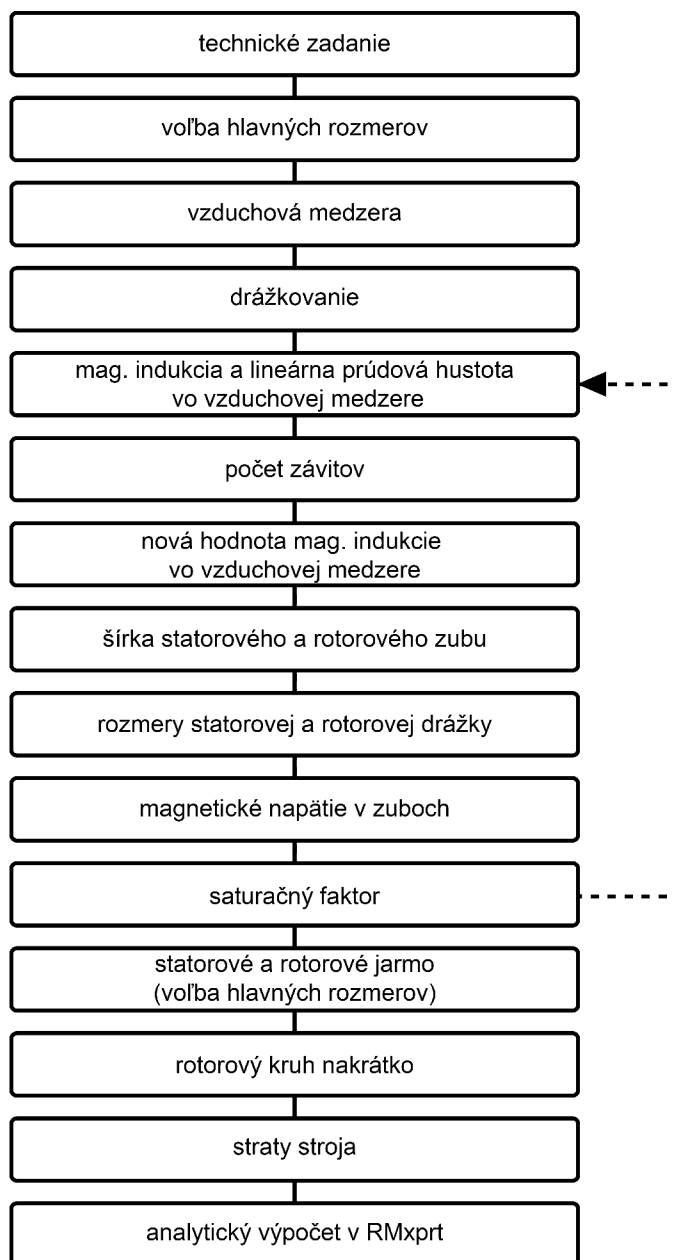 technické zadanie
voľba hlavných rozmerov
vzduchová medzera
drážkovanie
mag. indukcia a lineárna prúdová hustota
vo vzduchovej medzere
počet závitov
nová hodnota mag. indukcie
vo vzduchovej medzere
šírka statorového a rotorového zubu
rozmery statorovej a rotorovej drážky
magnetické napätie v zuboch
saturačný faktor
statorové a rotorové jarmo
(voľba hlavných rozmerov)
rotorový kruh nakrátko
straty stroja
analytický výpočet v RMxprt